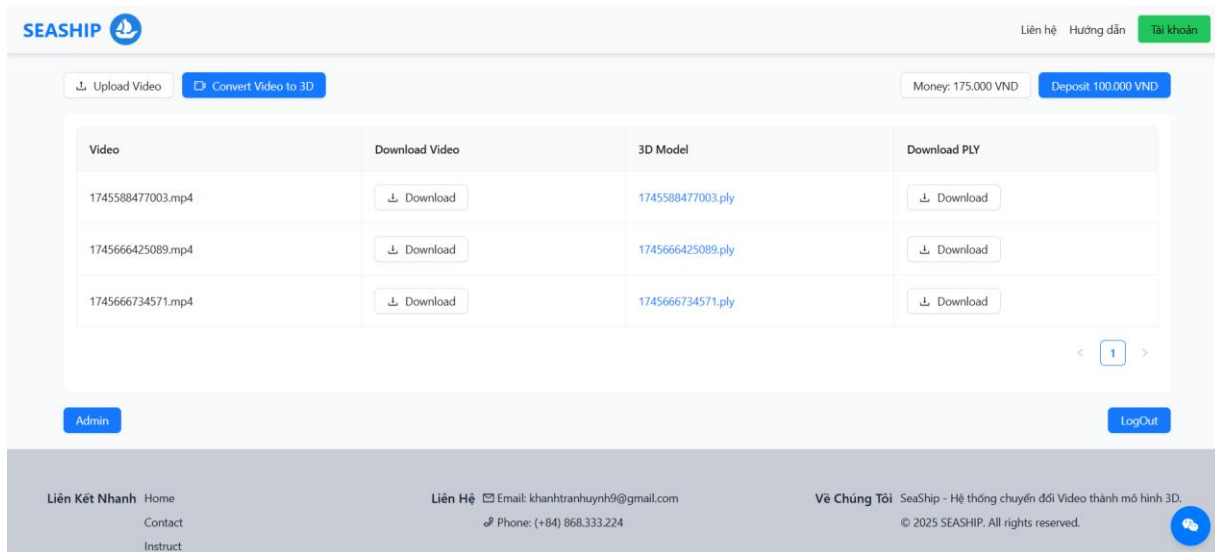 SEASHIP
Liên hệ Hướng dẫn Tài khoản
Upload Video Convert Video to 3D Money: 175.000 VND Deposit 100.000 VND
Video Download Video 3D Model Download PLY
1745588477003.mp4 Download 1745588477003.ply Download
1745666425089.mp4 Download 1745666425089.ply Download
1745666734571.mp4 Download 1745666734571.ply Download
< 1 >
Admin LogOut
Liên Kết Nhanh Home Liên Hệ Email: khanhtranhuynh9@gmail.com Về Chúng Tôi SeaShip - Hệ thống chuyển đổi Video thành mô hình 3D.
Contact Phone: (+84) 868.333.224 © 2025 SEASHIP. All rights reserved.
Instruct